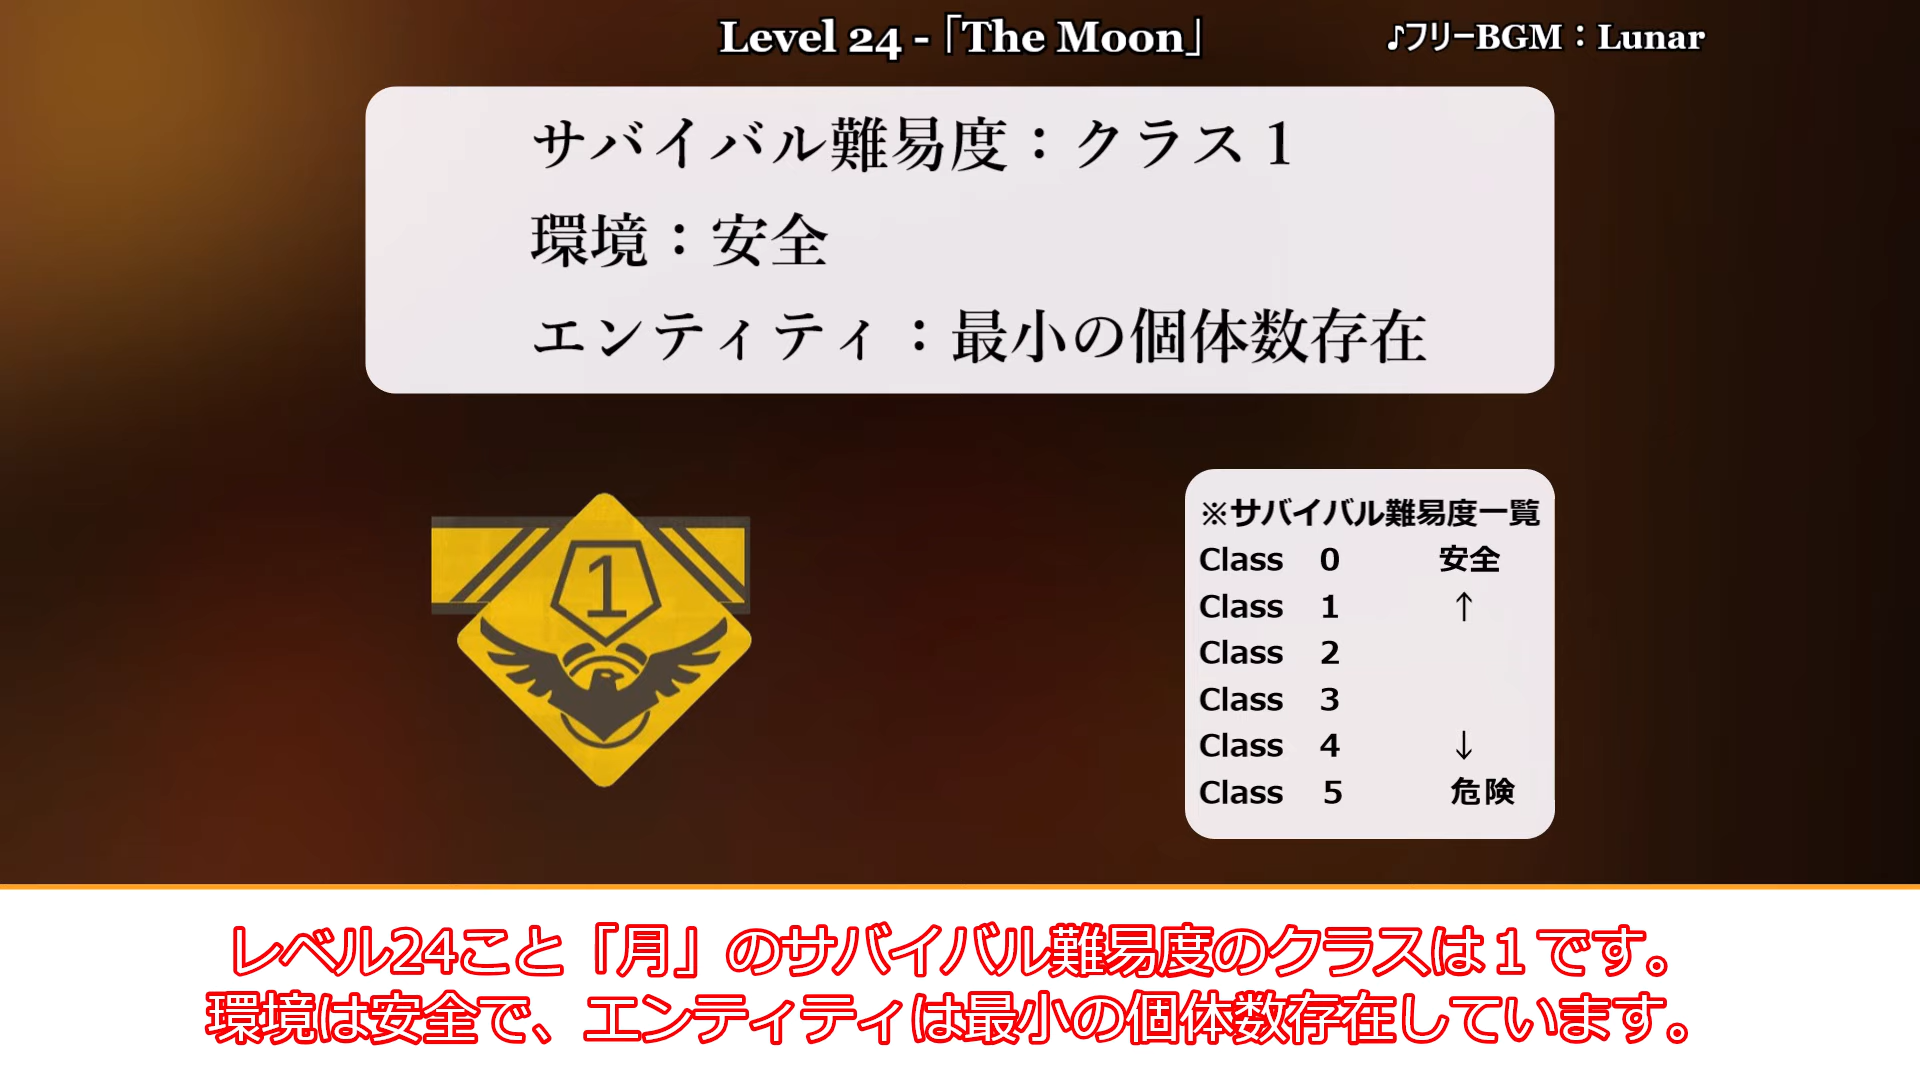 Level 24 -「The Moon」
♪フリーBGM：Lunar
サバイバル難易度：クラス１
環境：安全
エンティティ：最小の個体数存在
1
※サバイバル難易度一覧
Class 0 安全
Class 1 ↑
Class 2
Class 3
Class 4 ↓
Class 5 危険
レベル24こと「月」のサバイバル難易度のクラスは１です。
環境は安全で、エンティティは最小の個体数存在しています。